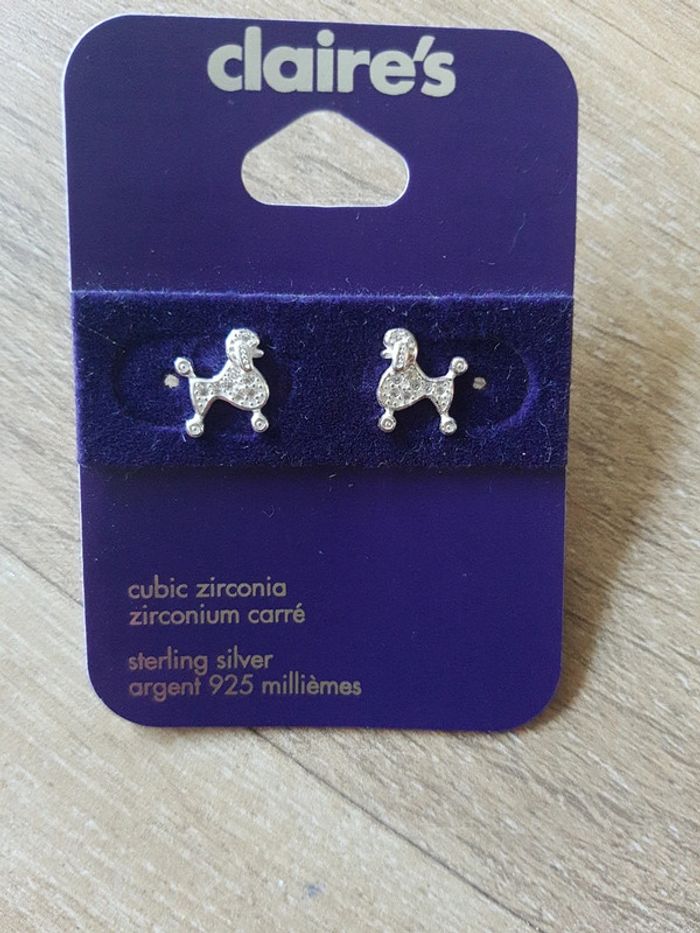 claire's
cubic zirconia
zirconium carré
sterling silver
argent 925 millièmes